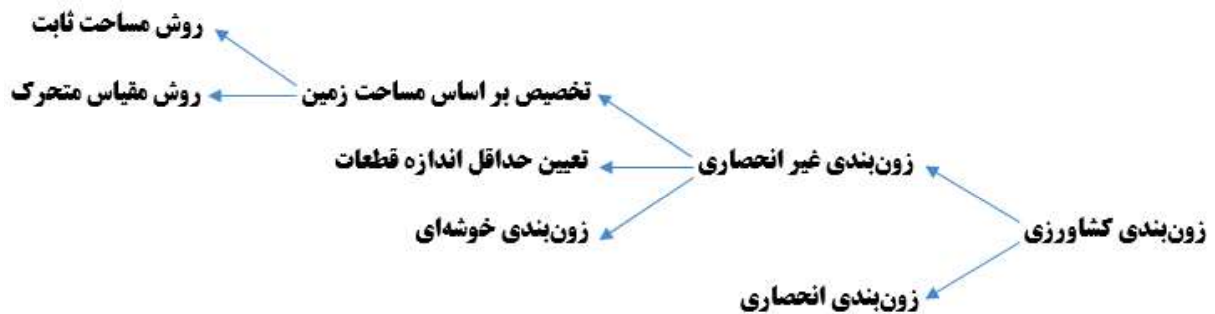 روش مساحت ثابت
روش مقیاس متحرک
تخصیص بر اساس مساحت زمین
تعیین حداقل اندازه قطعات
زون‌بندی غیر انحصاری
زون‌بندی خوشه‌ای
زون‌بندی کشاورزی
زون‌بندی انحصاری